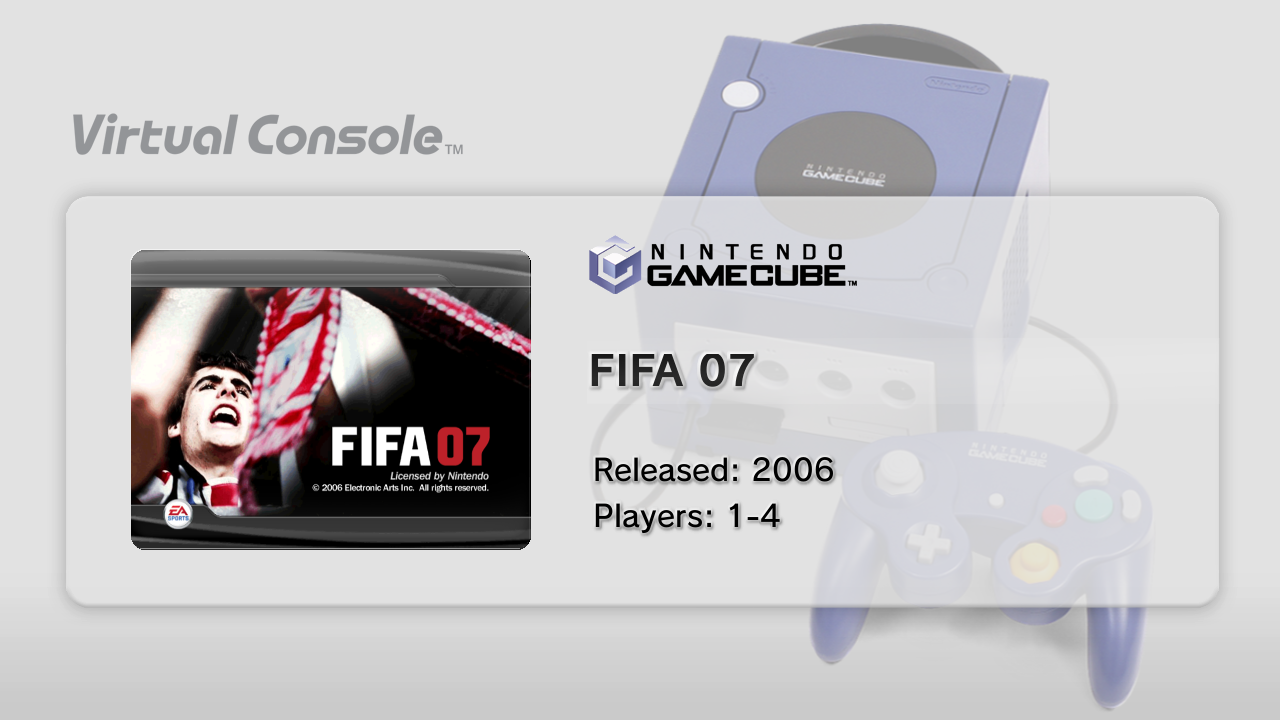 Virtual Console™
Nintendo
NINTENDO
GAMECUBE
NINTENDO
GAMECUBE™
FIFA 07
FIFA 07
Licensed by Nintendo
© 2006 Electronic Arts Inc. All rights reserved.
EA
SPORTS
Released: 2006
Players: 1-4
NINTENDO
GAMECUBE